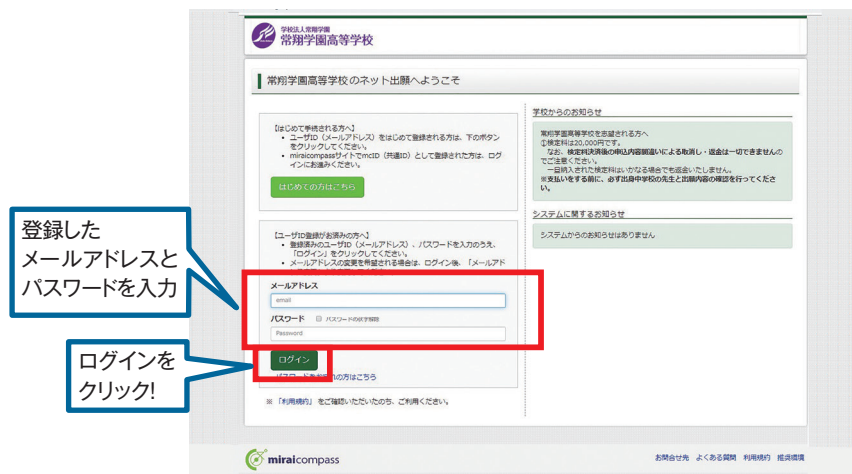 学校法人常翔学園
常翔学園高等学校
常翔学園高等学校のネット出願へようこそ
【はじめて手続される方へ】
• ユーザID（メールアドレス）をはじめて登録される方は、下のボタン
をクリックしてください。
• miraicompassサイトでmcID（共通ID）として登録された方は、ログ
インにお進みください。
はじめての方はこちら
【ユーザID登録がお済みの方へ】
• 登録済みのユーザID（メールアドレス）、パスワードを入力のうえ、
「ログイン」をクリックしてください。
• メールアドレスの変更を希望される場合は、ログイン後、「メールアド
メールアドレス
email
パスワード パスワードの伏字解除
Password
ログイン
の方はこちら
※ 「利用規約」 をご確認いただいたのち、ご利用ください。
学校からのお知らせ
常翔学園高等学校を志望される方へ
①検定料は20,000円です。
なお、検定料決済後の申込内容間違いによる取消し・返金は一切できませんの
でご注意ください。
一旦納入された検定料はいかなる場合でも返金いたしません。
※支払いをする前に、必ず出身中学校の先生と出願内容の確認を行ってくださ
い。
システムに関するお知らせ
システムからのお知らせはありません
登録した
メールアドレスと
パスワードを入力
ログインを
クリック!
miraicompass
お問合せ先 よくある質問 利用規約 推奨環境